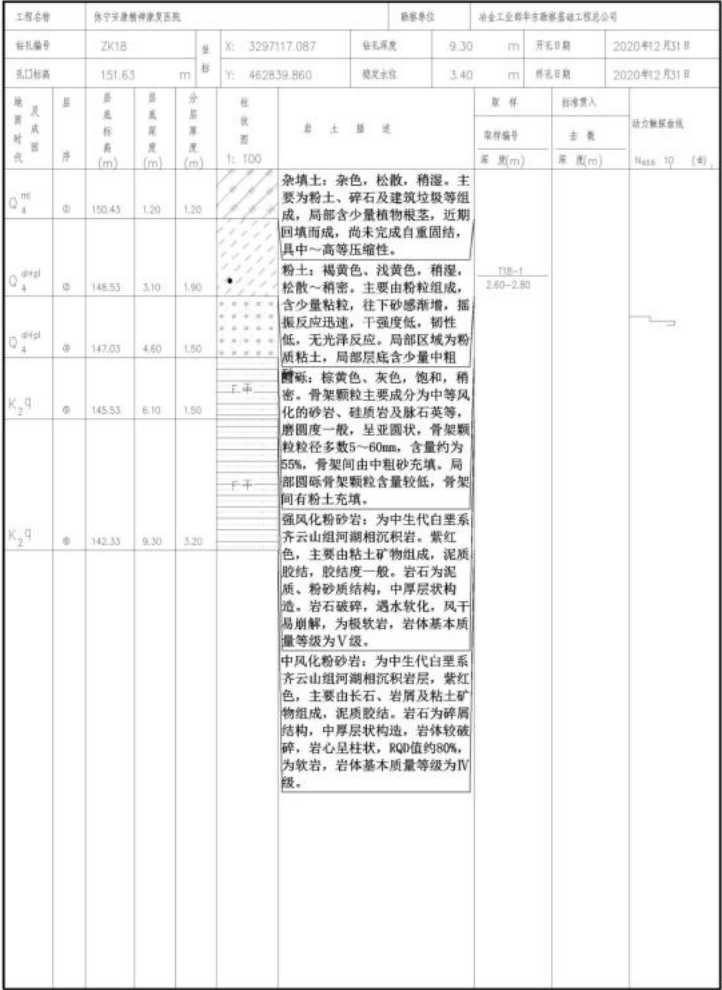 工程名称 休宁安康精神康复医院 勘察单位 冶金工业部华东勘察基础工程总公司
钻孔编号 ZK18 坐标 X: 3297117.087 钻孔深度 9.30 m 开孔日期 2020年12月31日
孔口标高 151.63 m Y: 462839.860 稳定水位 3.40 m 终孔日期 2020年12月31日
地质时代及成因 层序 层底标高(m) 层底深度(m) 分层厚度(m) 柱状图 1: 100 岩土描述 取样 取样编号 深度(m) 标准贯入 击数 深度(m) 动力触探曲线 N63.5 10 (击)
Q4ml ① 150.43 1.20 1.20
杂填土：杂色，松散，稍湿。主
要为粉土、碎石及建筑垃圾等组
成，局部含少量植物根茎，近期
回填而成，尚未完成自重固结，
具中～高等压缩性。
Q4al+pl ② 148.53 3.10 1.90
粉土：褐黄色、浅黄色，稍湿，
松散～稍密。主要由粉粒组成，
含少量粘粒，往下砂感渐增，摇
振反应迅速，干强度低，韧性
低，无光泽反应。局部区域为粉
质粘土，局部层底含少量中粗
T18-1
2.60-2.80
Q4al+pl 147.03 4.60 1.50
圆砾：棕黄色、灰色，饱和，稍
密。骨架颗粒主要成分为中等风
化的砂岩、硅质岩及脉石英等，
磨圆度一般，呈亚圆状，骨架颗
粒粒径多数5～60mm，含量约为
55%，骨架间由中粗砂充填。局
部圆砾骨架颗粒含量较低，骨架
间有粉土充填。
K2q 145.53 6.10 1.50
强风化粉砂岩：为中生代白垩系
齐云山组河湖相沉积岩。紫红
色，主要由粘土矿物组成，泥质
胶结，胶结度一般。岩石为泥
质、粉砂质结构，中厚层状构
造。岩石破碎，遇水软化，风干
易崩解，为极软岩，岩体基本质
量等级为Ⅴ级。
K2q 142.33 9.30 3.20
中风化粉砂岩：为中生代白垩系
齐云山组河湖相沉积岩层，紫红
色，主要由长石、岩屑及粘土矿
物组成，泥质胶结。岩石为碎屑
结构，中厚层状构造，岩体较破
碎，岩心呈柱状，RQD值约80%，
为软岩，岩体基本质量等级为Ⅳ
级。